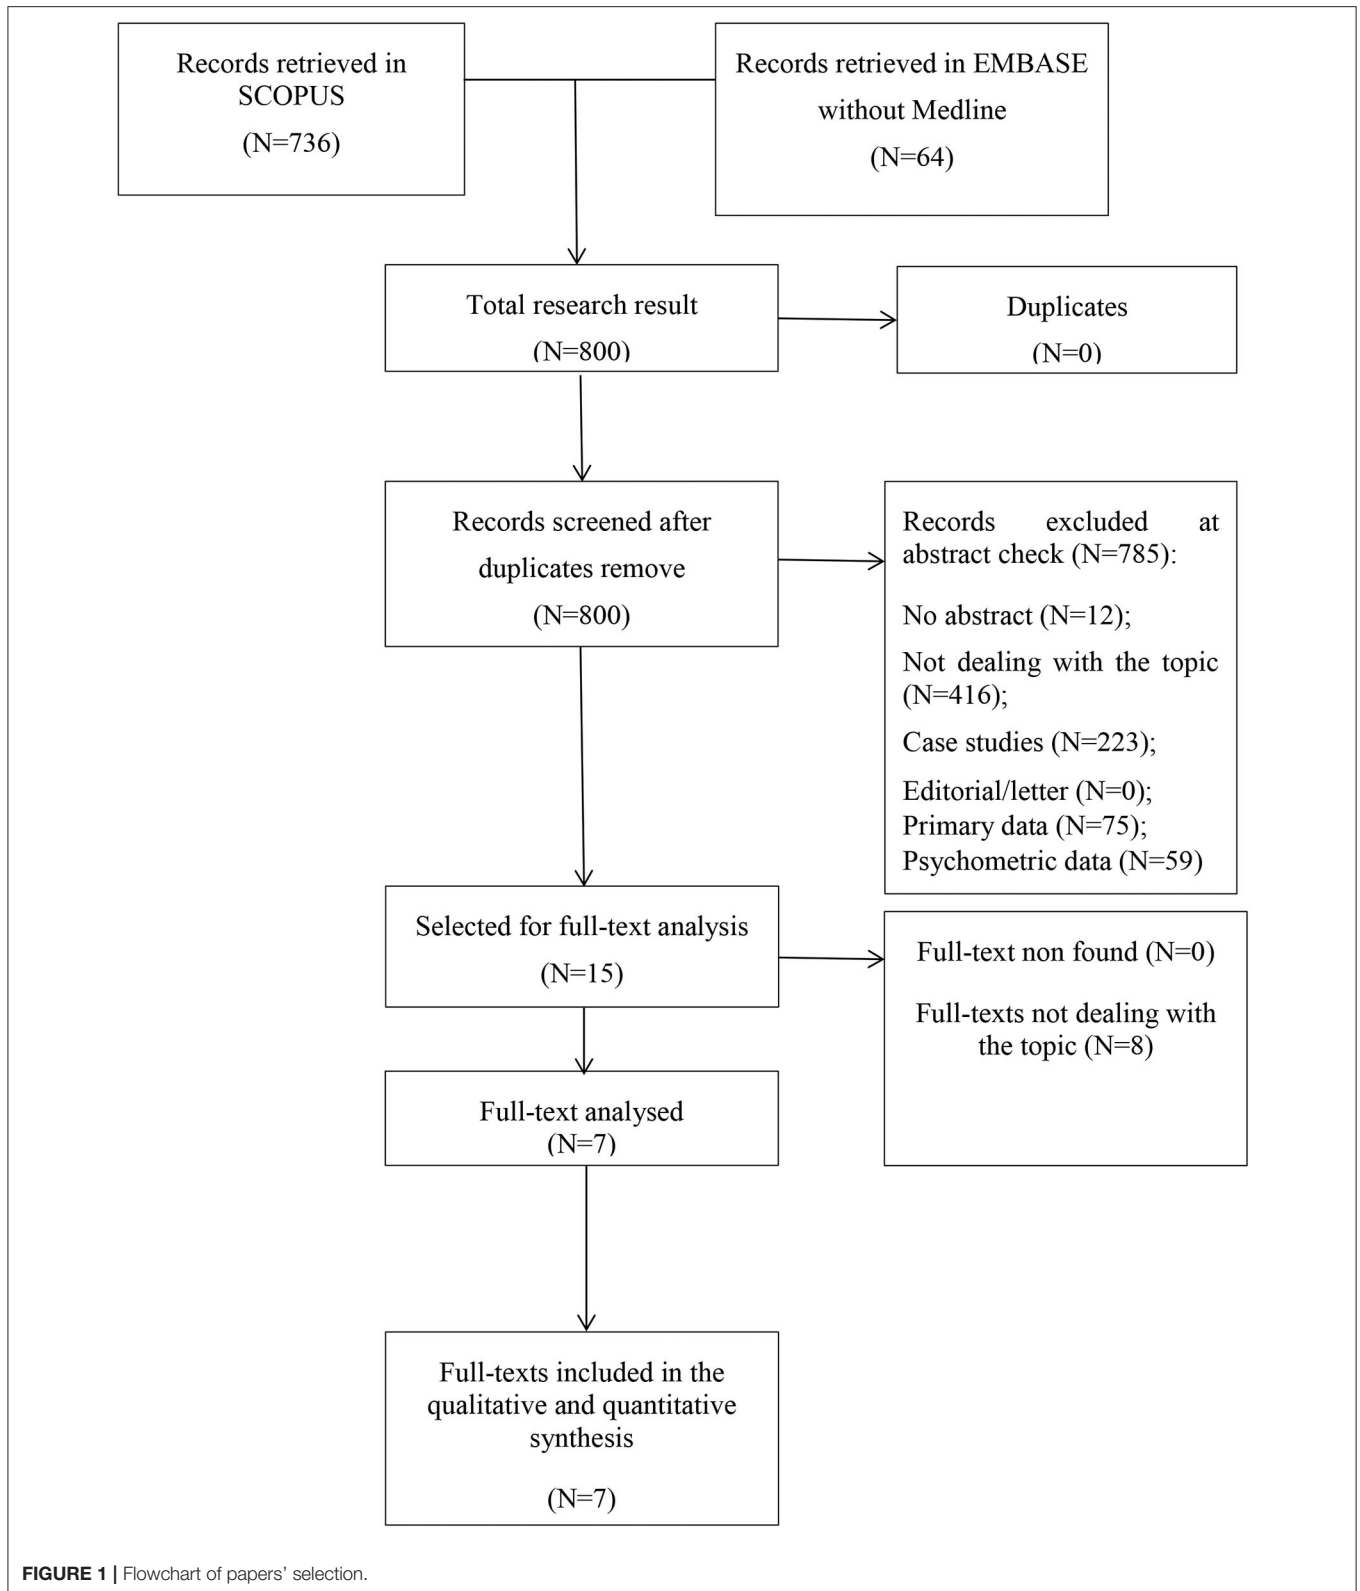 Records retrieved in
SCOPUS
(N=736)
Records retrieved in EMBASE
without Medline
(N=64)
Total research result
(N=800)
Duplicates
(N=0)
Records screened after
duplicates remove
(N=800)
Records excluded at
abstract check (N=785):
No abstract (N=12);
Not dealing with the topic
(N=416);
Case studies (N=223);
Editorial/letter (N=0);
Primary data (N=75);
Psychometric data (N=59)
Selected for full-text analysis
(N=15)
Full-text non found (N=0)
Full-texts not dealing with
the topic (N=8)
Full-text analysed
(N=7)
Full-texts included in the
qualitative and quantitative
synthesis
(N=7)
FIGURE 1 | Flowchart of papers’ selection.